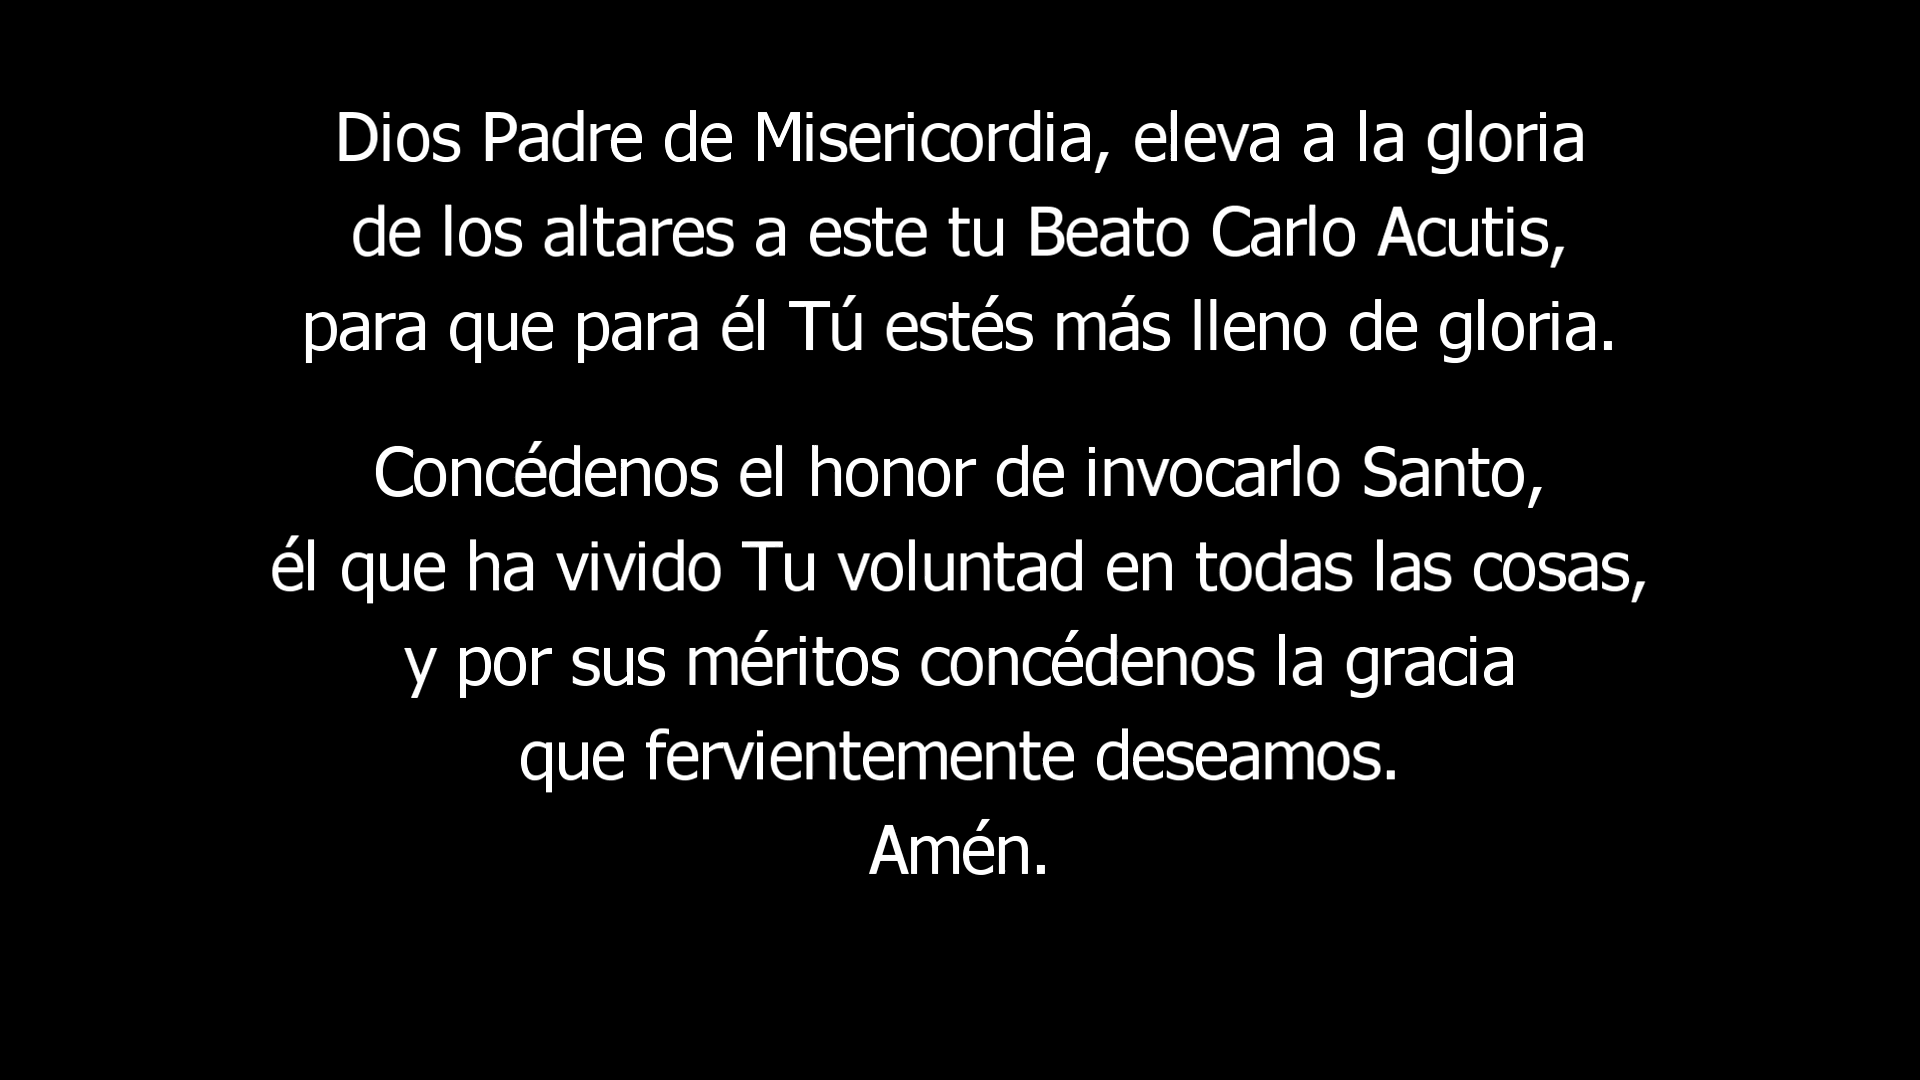 Dios Padre de Misericordia, eleva a la gloria
de los altares a este tu Beato Carlo Acutis,
para que para él Tú estés más lleno de gloria.
Concédenos el honor de invocarlo Santo,
él que ha vivido Tu voluntad en todas las cosas,
y por sus méritos concédenos la gracia
que fervientemente deseamos.
Amén.